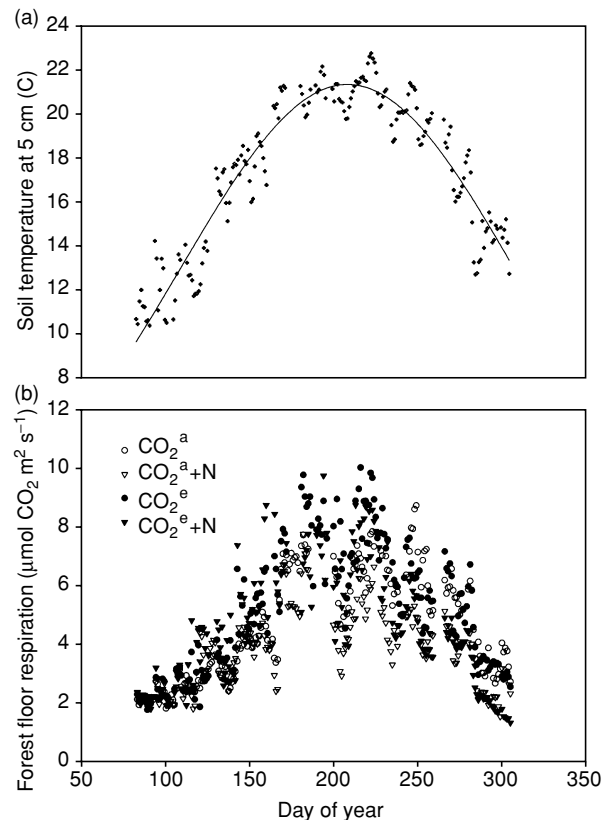 (a)
24
22
20
18
16
14
12
10
8
Soil temperature at 5 cm (C)
(b)
12
10
8
6
4
2
0
Forest floor respiration (μmol CO₂ m² s⁻¹)
CO₂ᵃ
CO₂ᵃ+N
CO₂ᵉ
CO₂ᵉ+N
50 100 150 200 250 300 350
Day of year